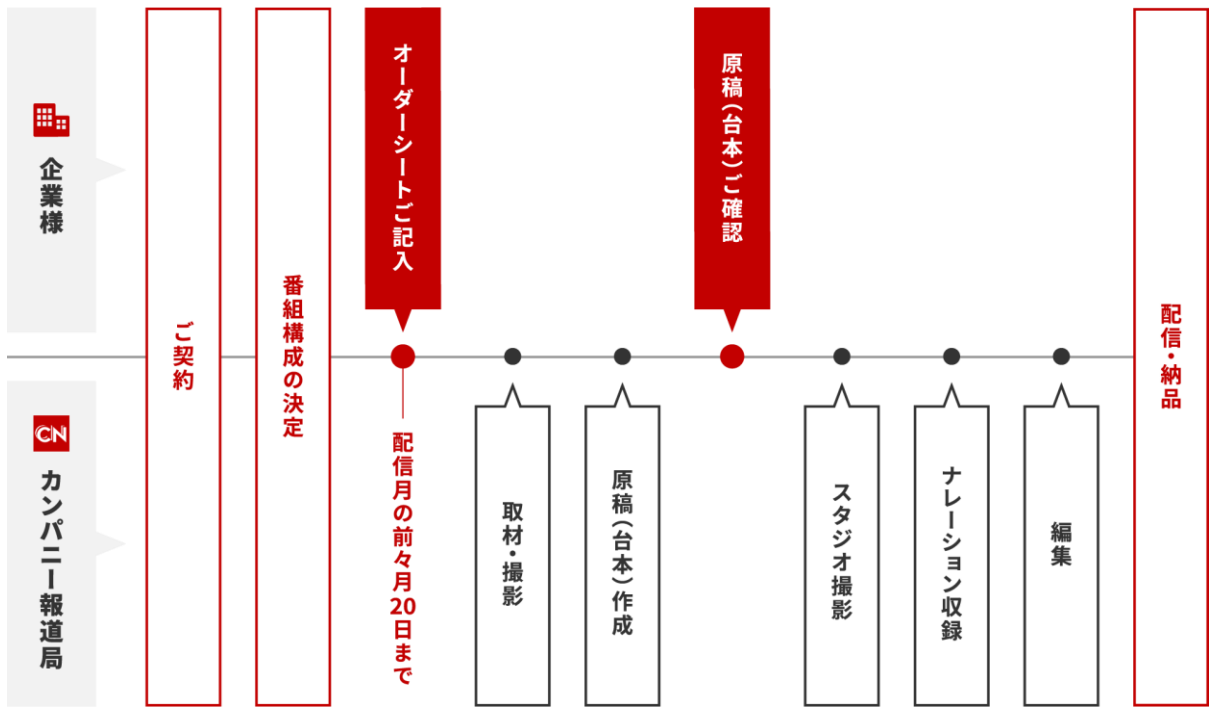 企業様
CN
カンパニー報道局
ご契約
番組構成の決定
オーダーシートご記入
配信月の前々月20日まで
取材・撮影
原稿(台本)作成
原稿(台本)ご確認
スタジオ撮影
ナレーション収録
編集
配信・納品